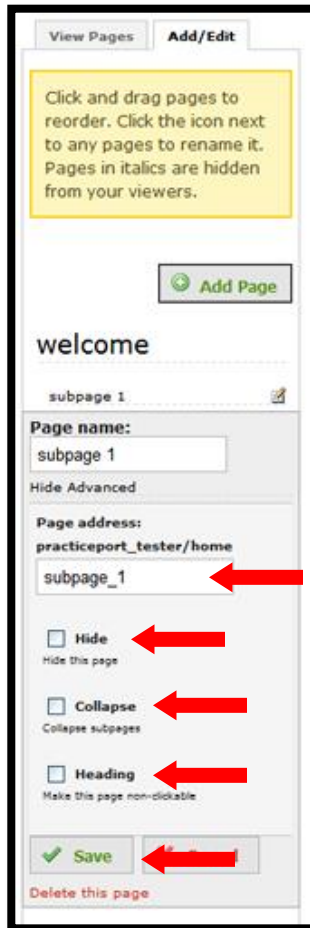 View Pages Add/Edit
Click and drag pages to
reorder. Click the icon next
to any pages to rename it.
Pages in italics are hidden
from your viewers.
Add Page
welcome
subpage 1
Page name:
subpage 1
Hide Advanced
Page address:
practiceport_tester/home
subpage_1
Hide
Hide this page
Collapse
Collapse subpages
Heading
Make this page non-clickable
Save
Delete this page